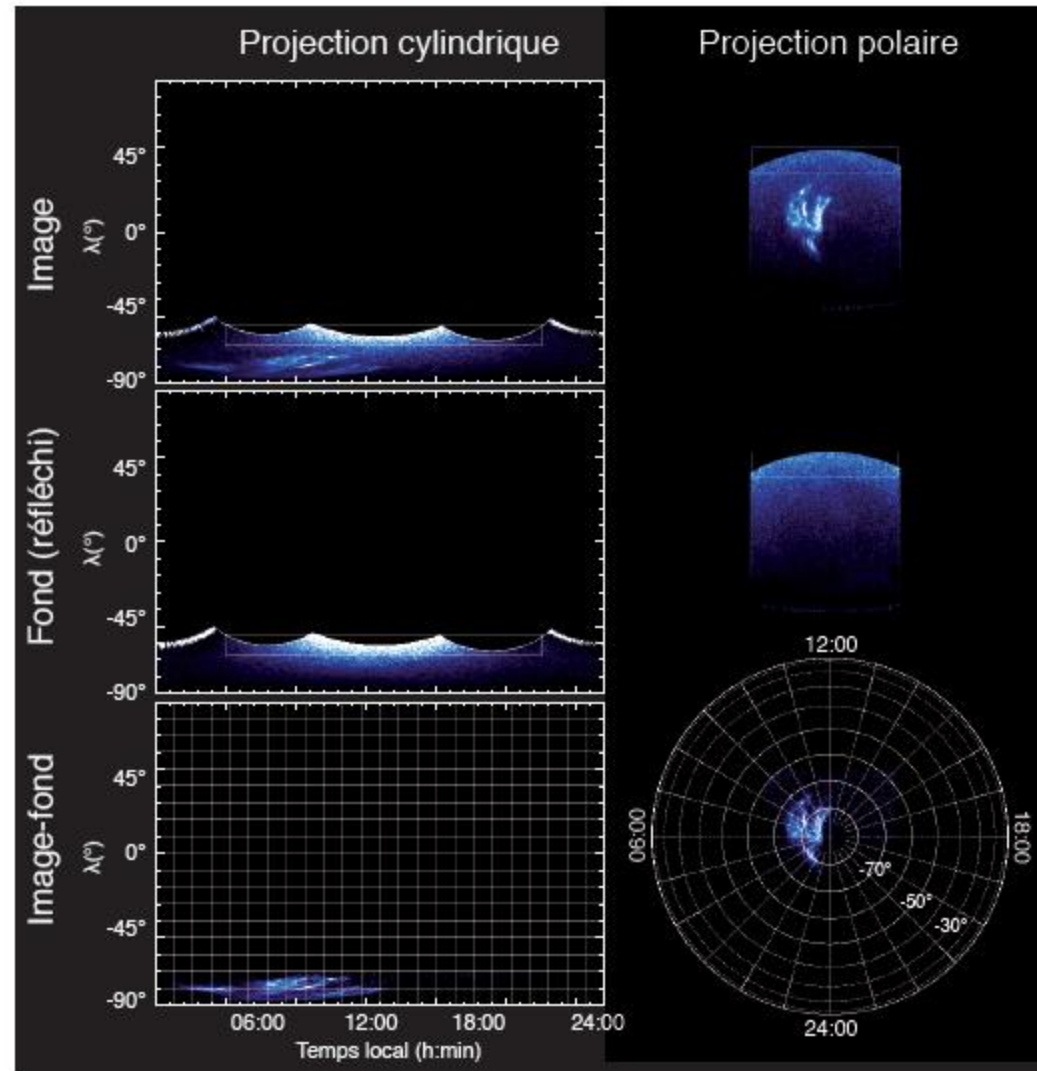 Projection cylindrique
Projection polaire
Image
λ(°)
45°
0°
-45°
-90°
Fond (réfléchi)
λ(°)
45°
0°
-45°
-90°
12:00
06:00
18:00
-70°
-50°
-30°
24:00
Image-fond
λ(°)
45°
0°
-45°
-90°
06:00 12:00 18:00 24:00
Temps local (h:min)